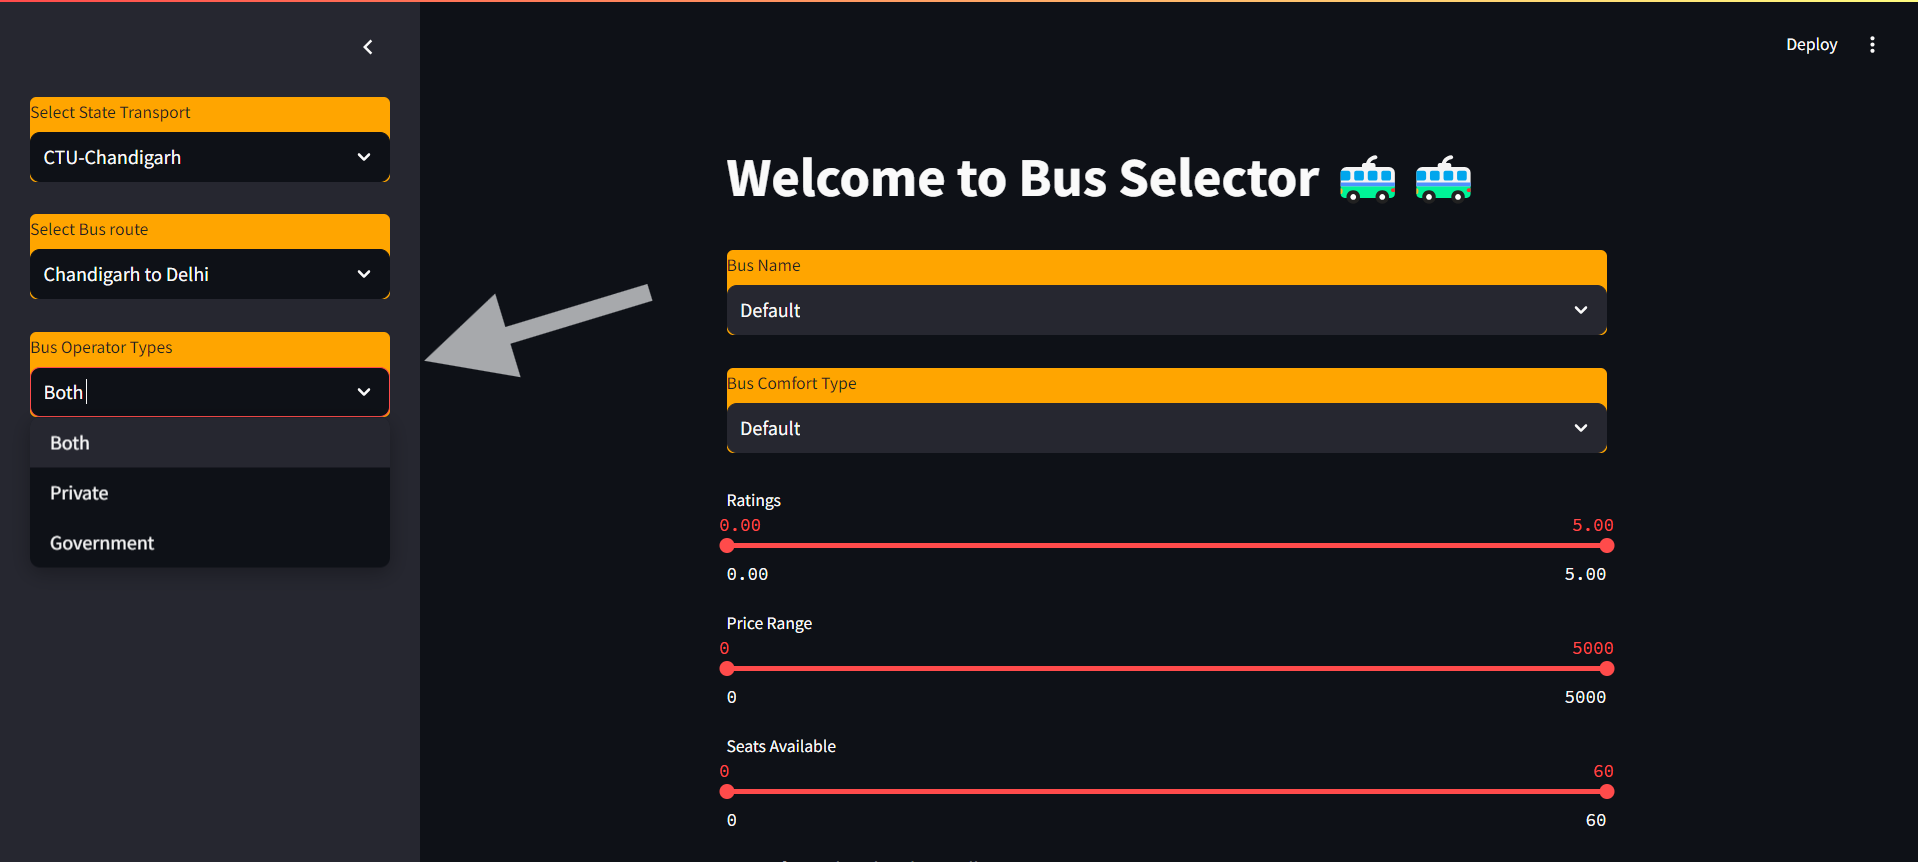 Deploy
Select State Transport
CTU-Chandigarh
Select Bus route
Chandigarh to Delhi
Bus Operator Types
Both
Both
Private
Government
Welcome to Bus Selector
Bus Name
Default
Bus Comfort Type
Default
Ratings
0.00 5.00
0.00 5.00
Price Range
0 5000
0 5000
Seats Available
0 60
0 60